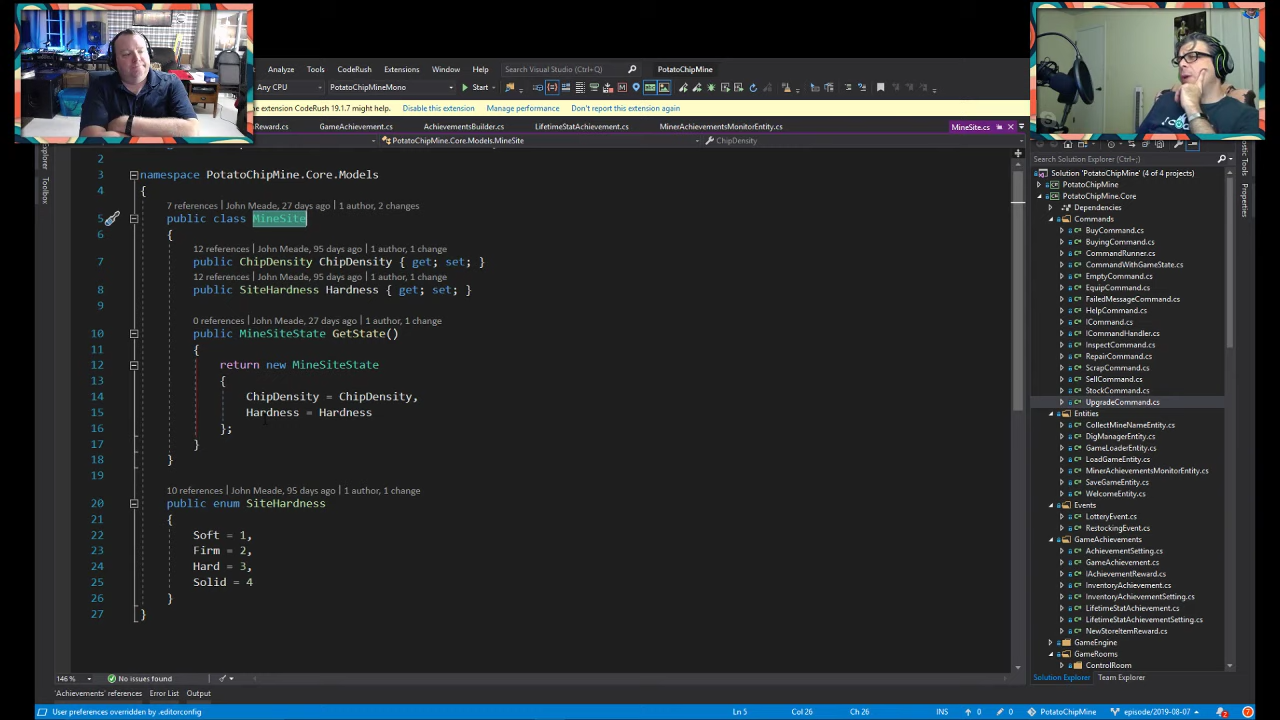 Analyze Tools CodeRush Extensions Window Help Search Visual Studio (Ctrl+Q) PotatoChipMine
Any CPU PotatoChipMineMono Start
he extension CodeRush 19.1.7 might help. Disable this extension Manage performance Don't report this extension
Reward.cs GameAchievement.cs AchievementsBuilder.cs LifetimeStatAchievement.cs MinerAchievementsMonitorEntity.cs MineSite.cs
PotatoChipMine.Core.Models.MineSite ChipDensity
2
3 namespace PotatoChipMine.Core.Models
4 {
7 references | John Meade, 27 days ago | 1 author, 2 changes
5 public class MineSite
6 {
12 references | John Meade, 95 days ago | 1 author, 1 change
7 public ChipDensity ChipDensity { get; set; }
12 references | John Meade, 95 days ago | 1 author, 1 change
8 public SiteHardness Hardness { get; set; }
9
0 references | John Meade, 27 days ago | 1 author, 1 change
10 public MineSiteState GetState()
11 {
12 return new MineSiteState
13 {
14 ChipDensity = ChipDensity,
15 Hardness = Hardness
16 };
17 }
18 }
19
10 references | John Meade, 95 days ago | 1 author, 1 change
20 public enum SiteHardness
21 {
22 Soft = 1,
23 Firm = 2,
24 Hard = 3,
25 Solid = 4
26 }
27 }
146 % No issues found
'Achievements' references Error List Output
User preferences overridden by .editorconfig Ln 5 Col 26 Ch 26 INS 0 0 PotatoChipMine episode/2019-08-07 7
Explorer
Toolbox
Search Solution Explorer (Ctrl+;)
Solution 'PotatoChipMine' (4 of 4 projects)
PotatoChipMine
PotatoChipMine.Core
Dependencies
Commands
BuyCommand.cs
BuyingCommand.cs
CommandRunner.cs
CommandWithGameState.cs
EmptyCommand.cs
EquipCommand.cs
FailedMessageCommand.cs
HelpCommand.cs
ICommand.cs
ICommandHandler.cs
InspectCommand.cs
RepairCommand.cs
ScrapCommand.cs
SellCommand.cs
StockCommand.cs
UpgradeCommand.cs
Entities
CollectMineNameEntity.cs
DigManagerEntity.cs
GameLoaderEntity.cs
LoadGameEntity.cs
MinerAchievementsMonitorEntity.cs
SaveGameEntity.cs
WelcomeEntity.cs
Events
LotteryEvent.cs
RestockingEvent.cs
GameAchievements
AchievementSetting.cs
GameAchievement.cs
IAchievementReward.cs
InventoryAchievement.cs
InventoryAchievementSetting.cs
LifetimeStatAchievement.cs
LifetimeStatAchievementSetting.cs
NewStoreItemReward.cs
GameEngine
GameRooms
ControlRoom
Solution Explorer Team Explorer
Tools
Properties